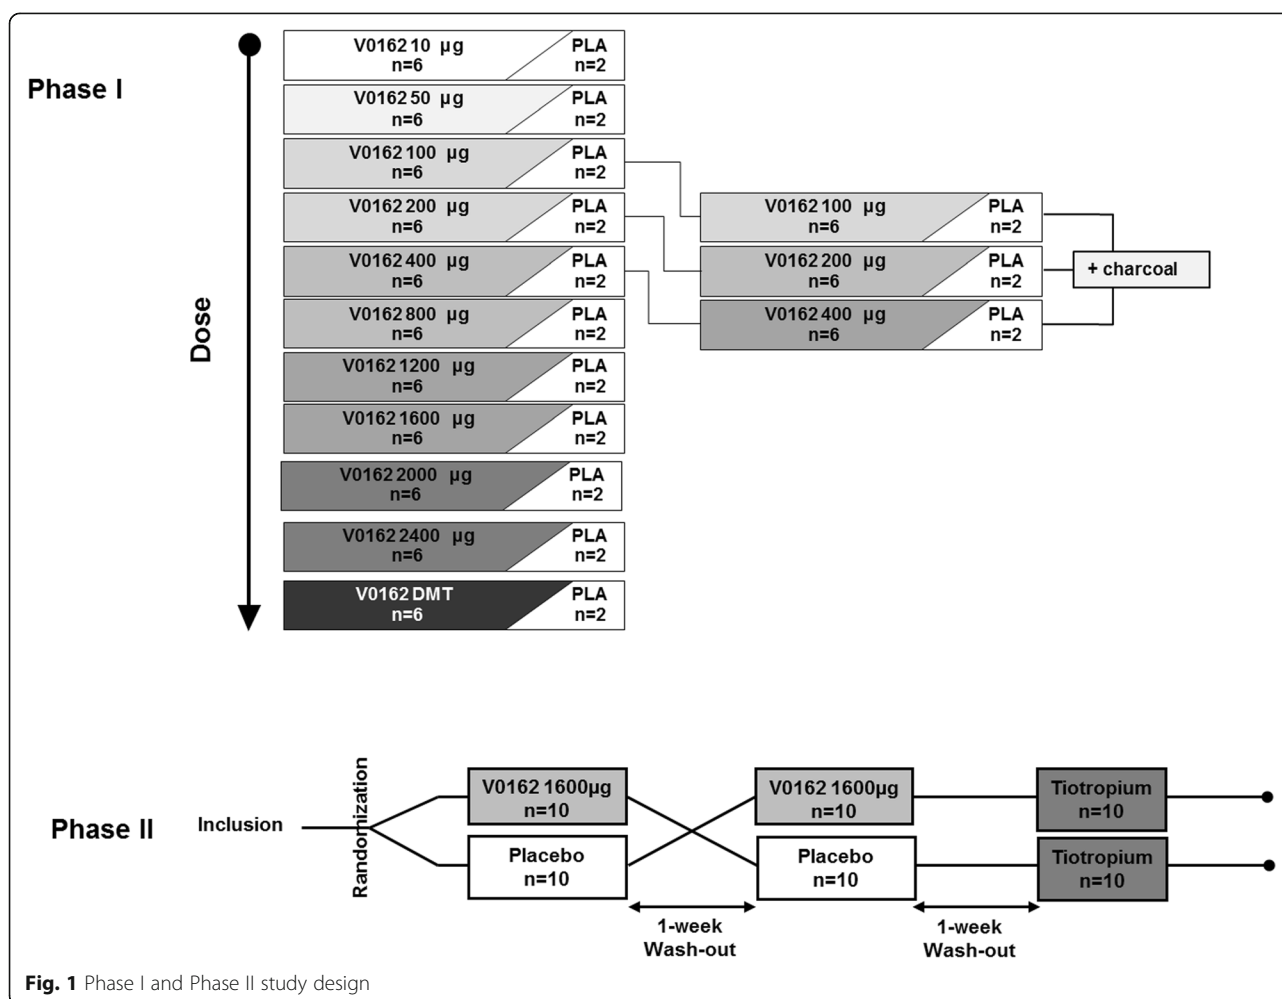 Phase I
Dose
V0162 10 µg PLA
n=6 n=2
V0162 50 µg PLA
n=6 n=2
V0162 100 µg PLA
n=6 n=2
V0162 200 µg PLA
n=6 n=2
V0162 400 µg PLA
n=6 n=2
V0162 800 µg PLA
n=6 n=2
V0162 1200 µg PLA
n=6 n=2
V0162 1600 µg PLA
n=6 n=2
V0162 2000 µg PLA
n=6 n=2
V0162 2400 µg PLA
n=6 n=2
V0162 DMT PLA
n=6 n=2
V0162 100 µg PLA
n=6 n=2
V0162 200 µg PLA
n=6 n=2
V0162 400 µg PLA
n=6 n=2
+ charcoal
Phase II
Inclusion
Randomization
V0162 1600µg
n=10
Placebo
n=10
1-week
Wash-out
V0162 1600µg
n=10
Placebo
n=10
1-week
Wash-out
Tiotropium
n=10
Tiotropium
n=10
Fig. 1 Phase I and Phase II study design